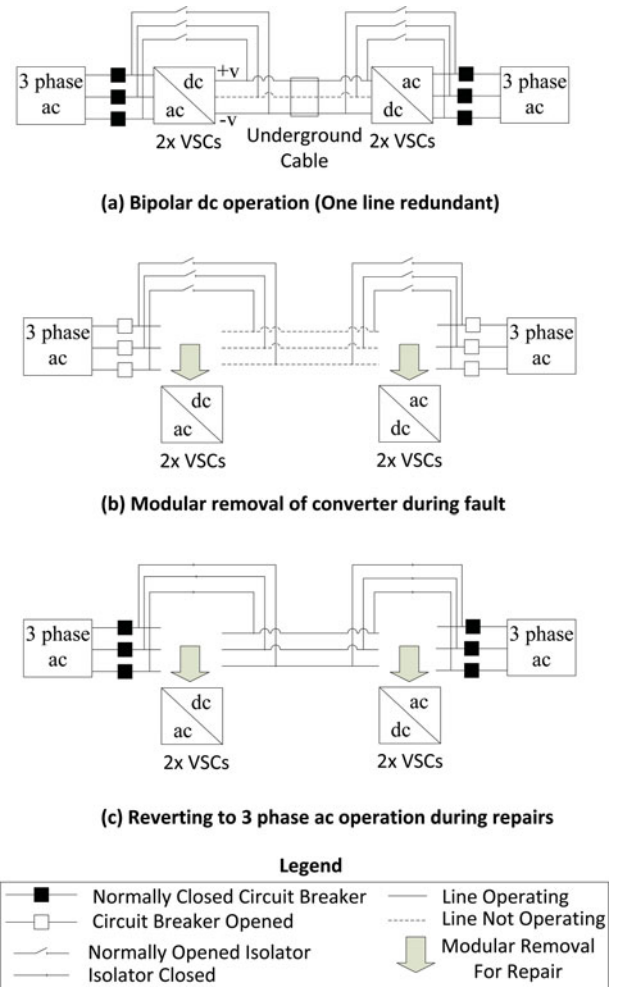 3 phase
ac
dc
ac
2x VSCs
+v
-v
Underground
Cable
ac
dc
2x VSCs
3 phase
ac
(a) Bipolar dc operation (One line redundant)
3 phase
ac
dc
ac
2x VSCs
ac
dc
2x VSCs
3 phase
ac
(b) Modular removal of converter during fault
3 phase
ac
dc
ac
2x VSCs
ac
dc
2x VSCs
3 phase
ac
(c) Reverting to 3 phase ac operation during repairs
Legend
Normally Closed Circuit Breaker
Circuit Breaker Opened
Normally Opened Isolator
Isolator Closed
Line Operating
Line Not Operating
Modular Removal
For Repair